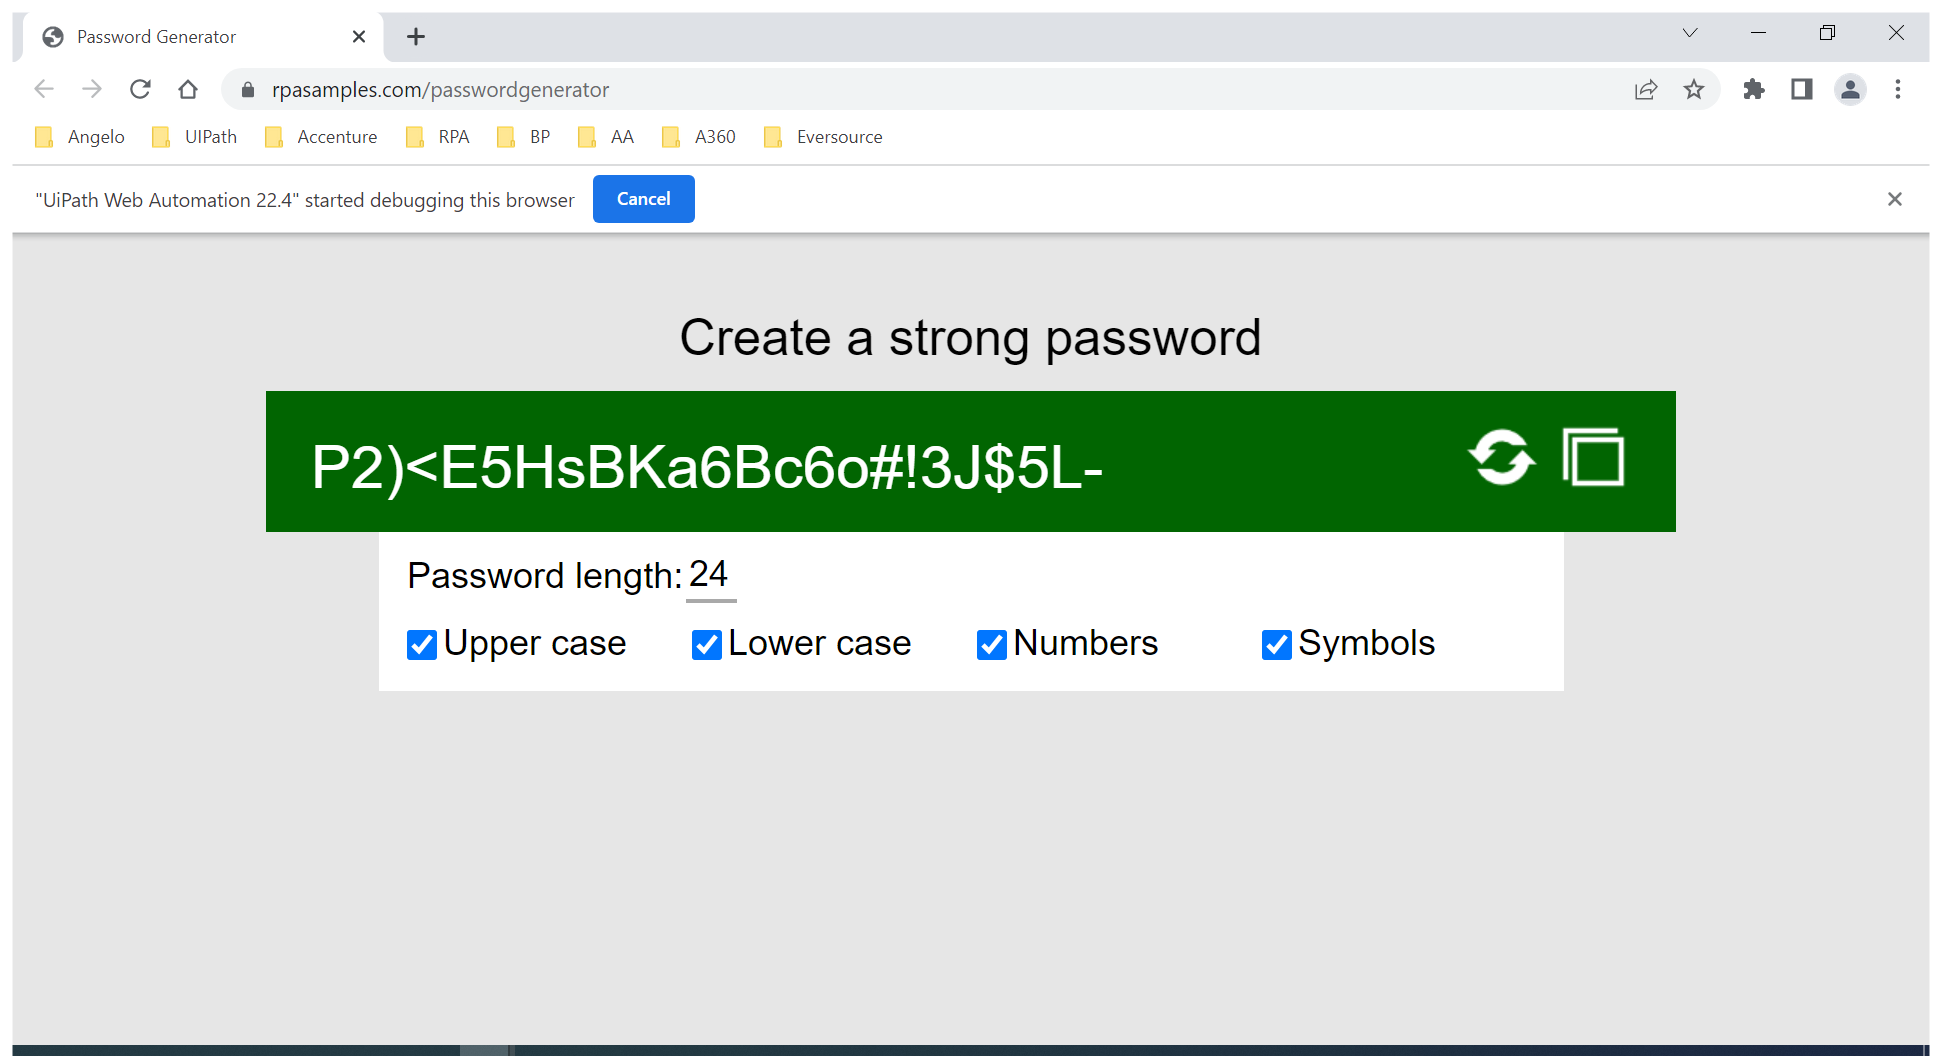 Password Generator
rpasamples.com/passwordgenerator
Angelo UIPath Accenture RPA BP AA A360 Eversource
"UiPath Web Automation 22.4" started debugging this browser Cancel
Create a strong password
P2)<E5HsBKa6Bc6o#!3J$5L-
Password length: 24
Upper case Lower case Numbers Symbols